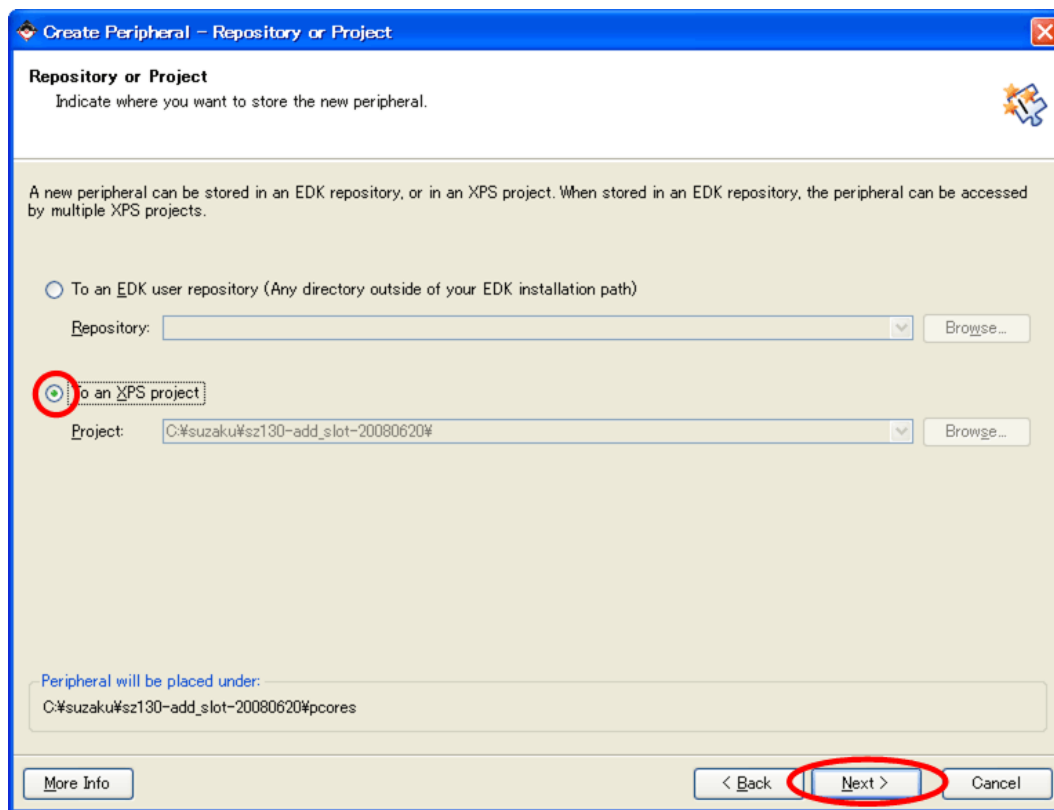 Create Peripheral - Repository or Project
Repository or Project
Indicate where you want to store the new peripheral.
A new peripheral can be stored in an EDK repository, or in an XPS project. When stored in an EDK repository, the peripheral can be accessed
by multiple XPS projects.
To an EDK user repository (Any directory outside of your EDK installation path)
Repository:
Browse...
To an XPS project
Project:
C:¥suzaku¥sz130-add_slot-20080620¥
Browse...
Peripheral will be placed under:
C:¥suzaku¥sz130-add_slot-20080620¥pcores
More Info
< Back
Next >
Cancel